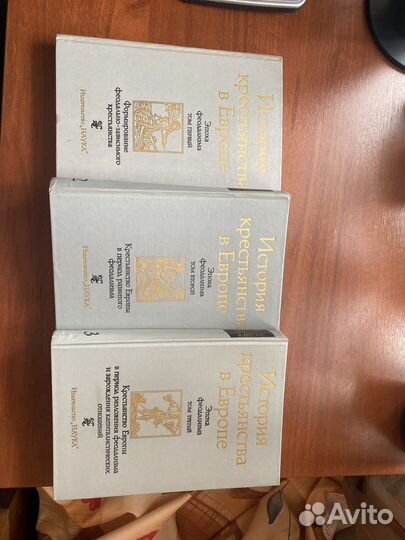 История
крестьянства
в Европе
Эпоха
феодализма
ТОМ ПЕРВЫЙ
Формирование
феодально-зависимого
крестьянства
Издательство „НАУКА"
2
История
крестьянства
в Европе
Эпоха
феодализма
ТОМ ВТОРОЙ
Крестьянство Европы
в период развитого
феодализма
Издательство „НАУКА"
3
История
крестьянства
в Европе
Эпоха
феодализма
ТОМ ТРЕТИЙ
Крестьянство Европы
в период разложения феодализма
и зарождения капиталистических
отношений
Издательство „НАУКА"
Avito